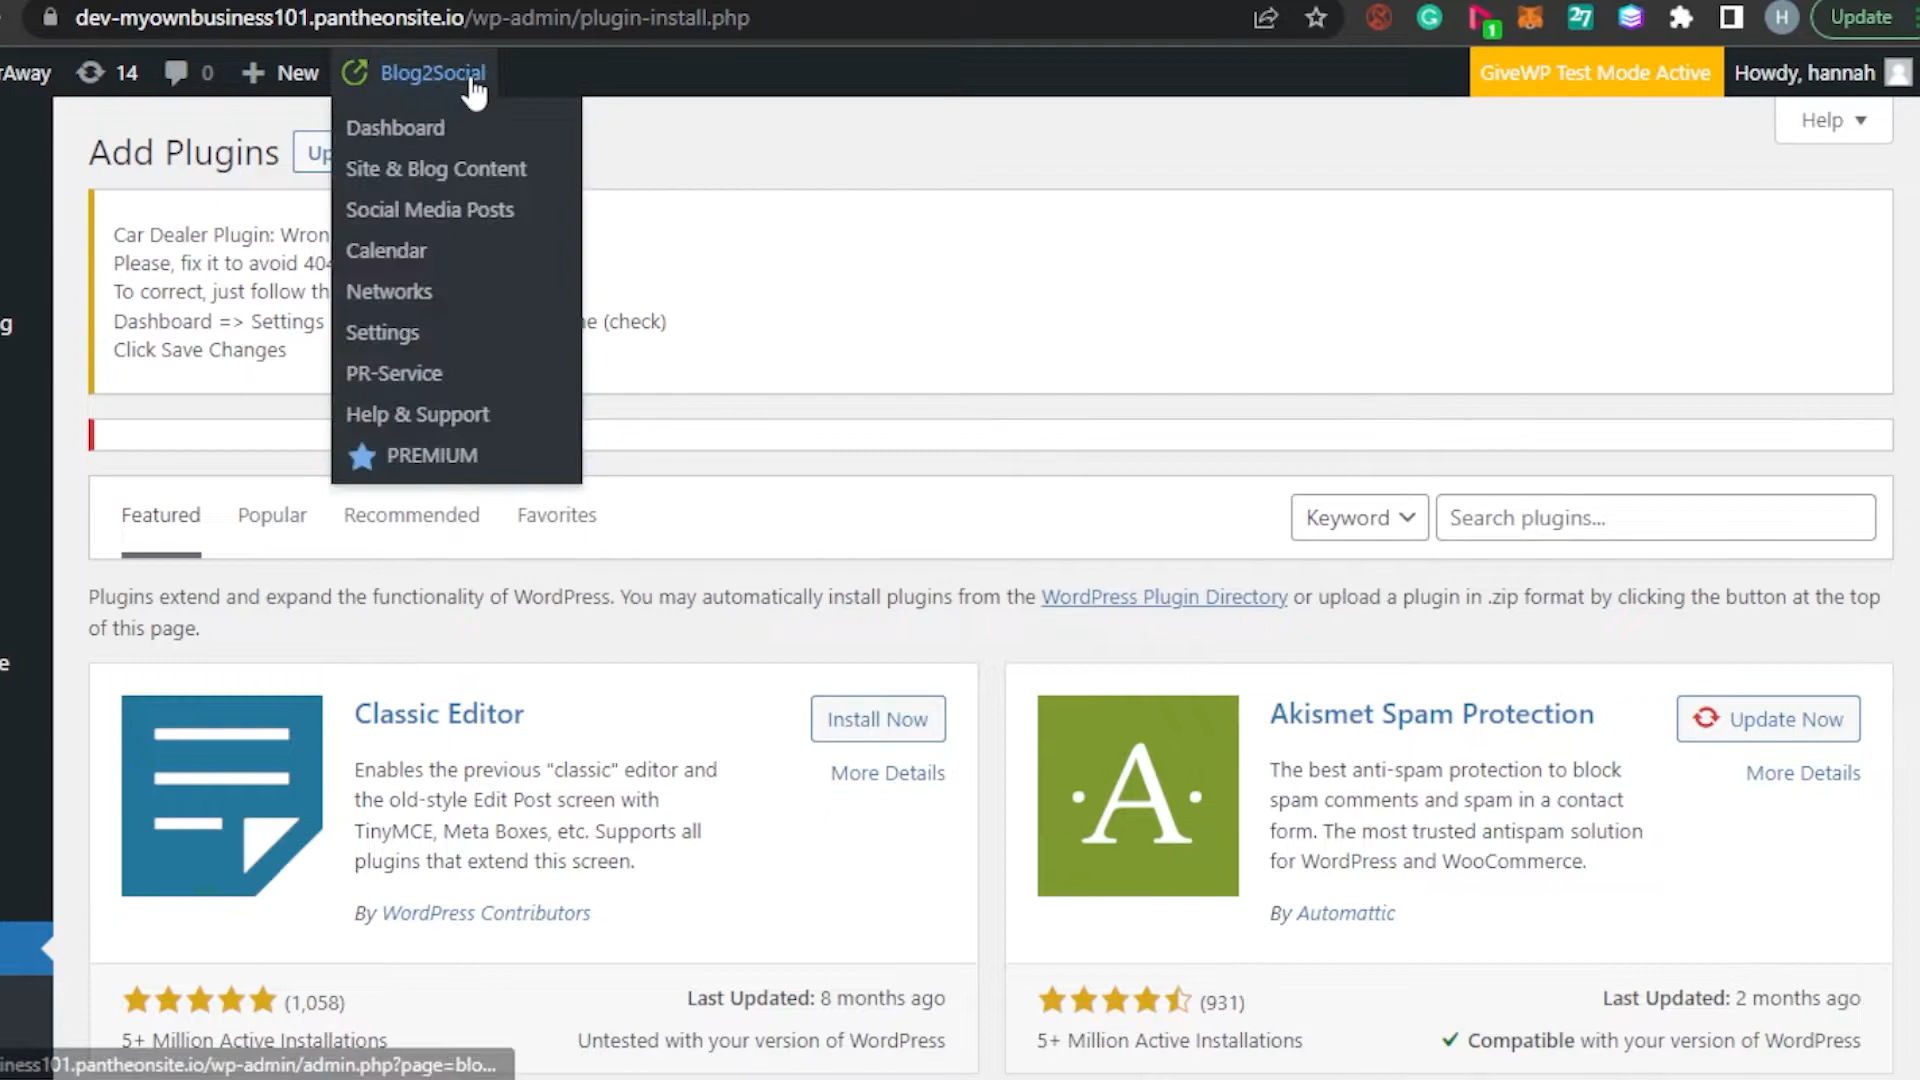 dev-myownbusiness101.pantheonsite.io/wp-admin/plugin-install.php
1
27
H
Update
rAway
14
0
New
Blog2Social
GiveWP Test Mode Active
Howdy, hannah
Dashboard
Site & Blog Content
Social Media Posts
Calendar
Networks
Settings
PR-Service
Help & Support
PREMIUM
Help
Add Plugins
Up
Car Dealer Plugin: Wron
Please, fix it to avoid 404
To correct, just follow th
Dashboard => Settings
e (check)
Click Save Changes
g
e
Featured
Popular
Recommended
Favorites
Keyword
Search plugins...
Plugins extend and expand the functionality of WordPress. You may automatically install plugins from the WordPress Plugin Directory or upload a plugin in .zip format by clicking the button at the top
of this page.
Classic Editor
Install Now
More Details
Enables the previous "classic" editor and
the old-style Edit Post screen with
TinyMCE, Meta Boxes, etc. Supports all
plugins that extend this screen.
By WordPress Contributors
(1,058)
5+ Million Active Installations
Last Updated: 8 months ago
Untested with your version of WordPress
A
Akismet Spam Protection
Update Now
More Details
The best anti-spam protection to block
spam comments and spam in a contact
form. The most trusted antispam solution
for WordPress and WooCommerce.
By Automattic
(931)
5+ Million Active Installations
Last Updated: 2 months ago
Compatible with your version of WordPress
iness101.pantheonsite.io/wp-admin/admin.php?page=blo...